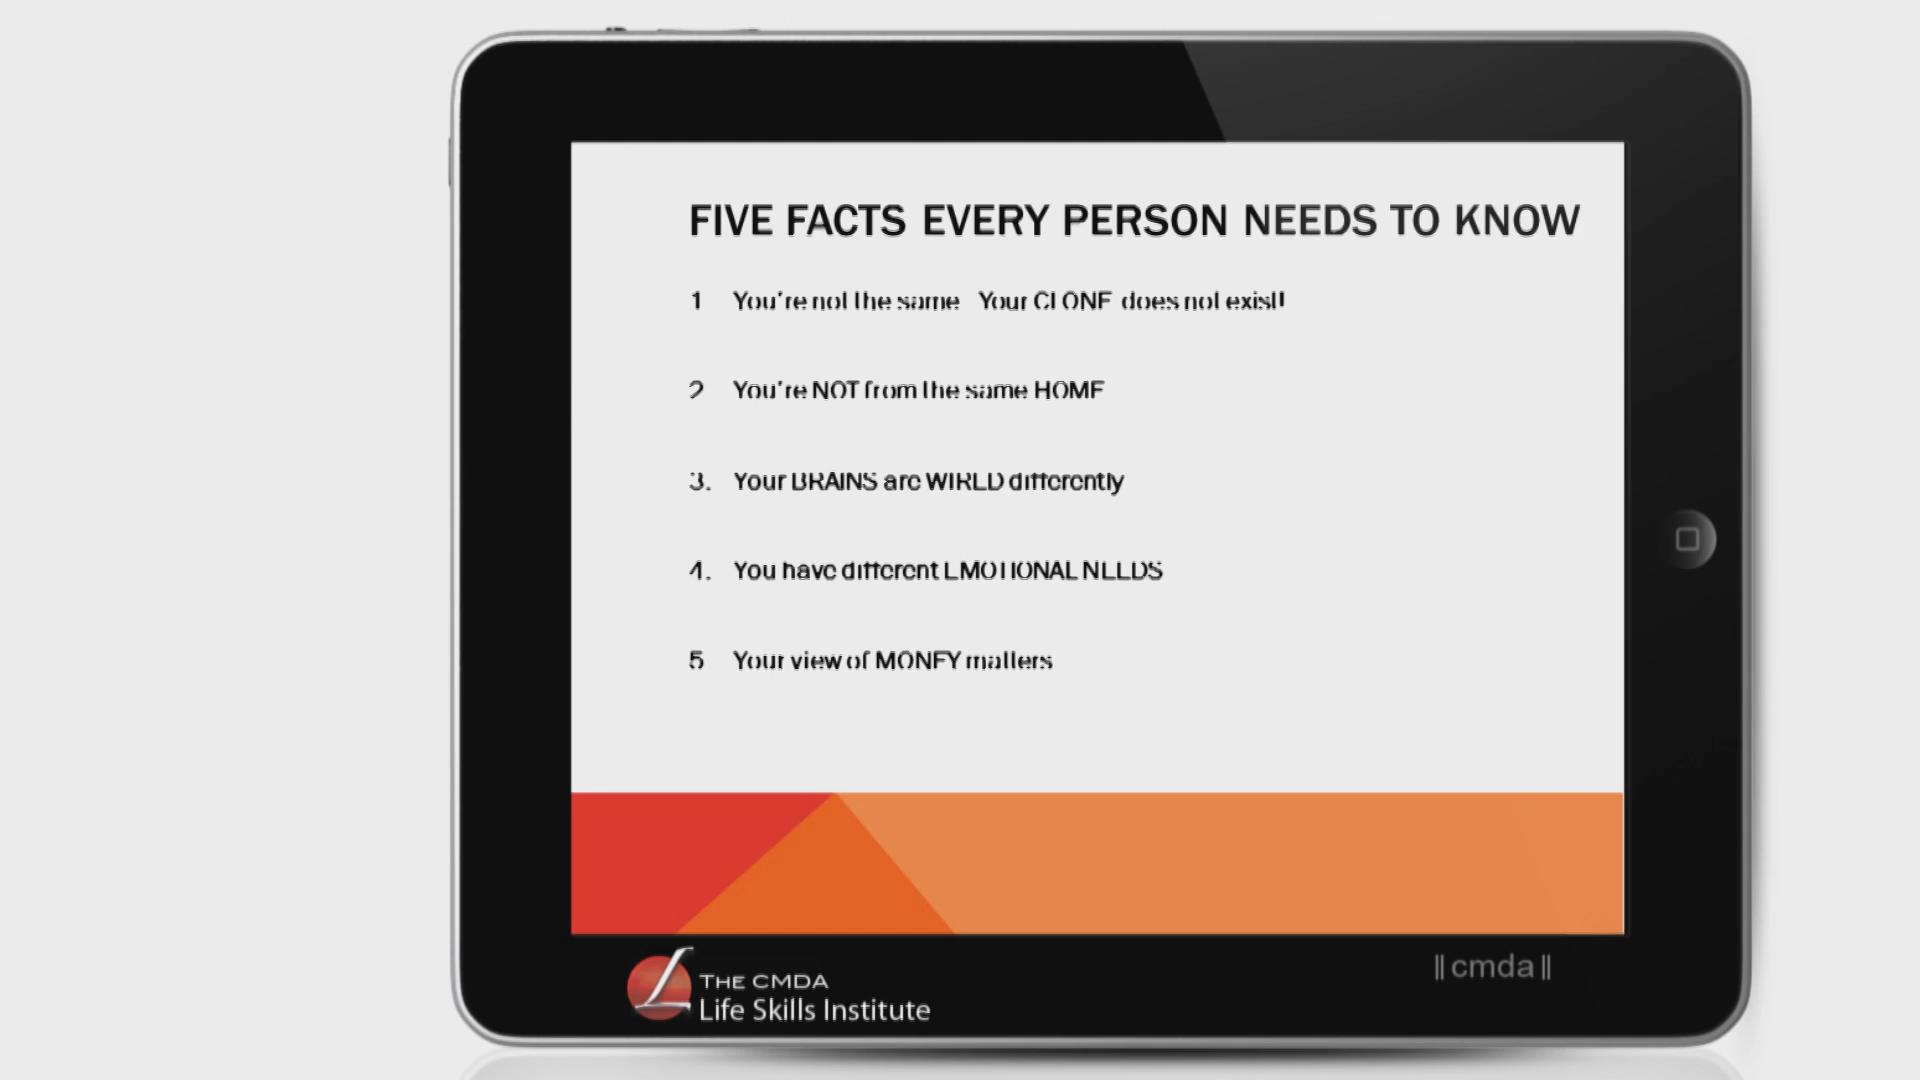 FIVE FACTS EVERY PERSON NEEDS TO KNOW
1. You're not the same. Your CLONE does not exist!
2. You're NOT from the same HOME
3. Your BRAINS are WIRED differently
4. You have different EMOTIONAL NEEDS
5. Your view of MONEY matters
THE CMDA
Life Skills Institute
||cmda||